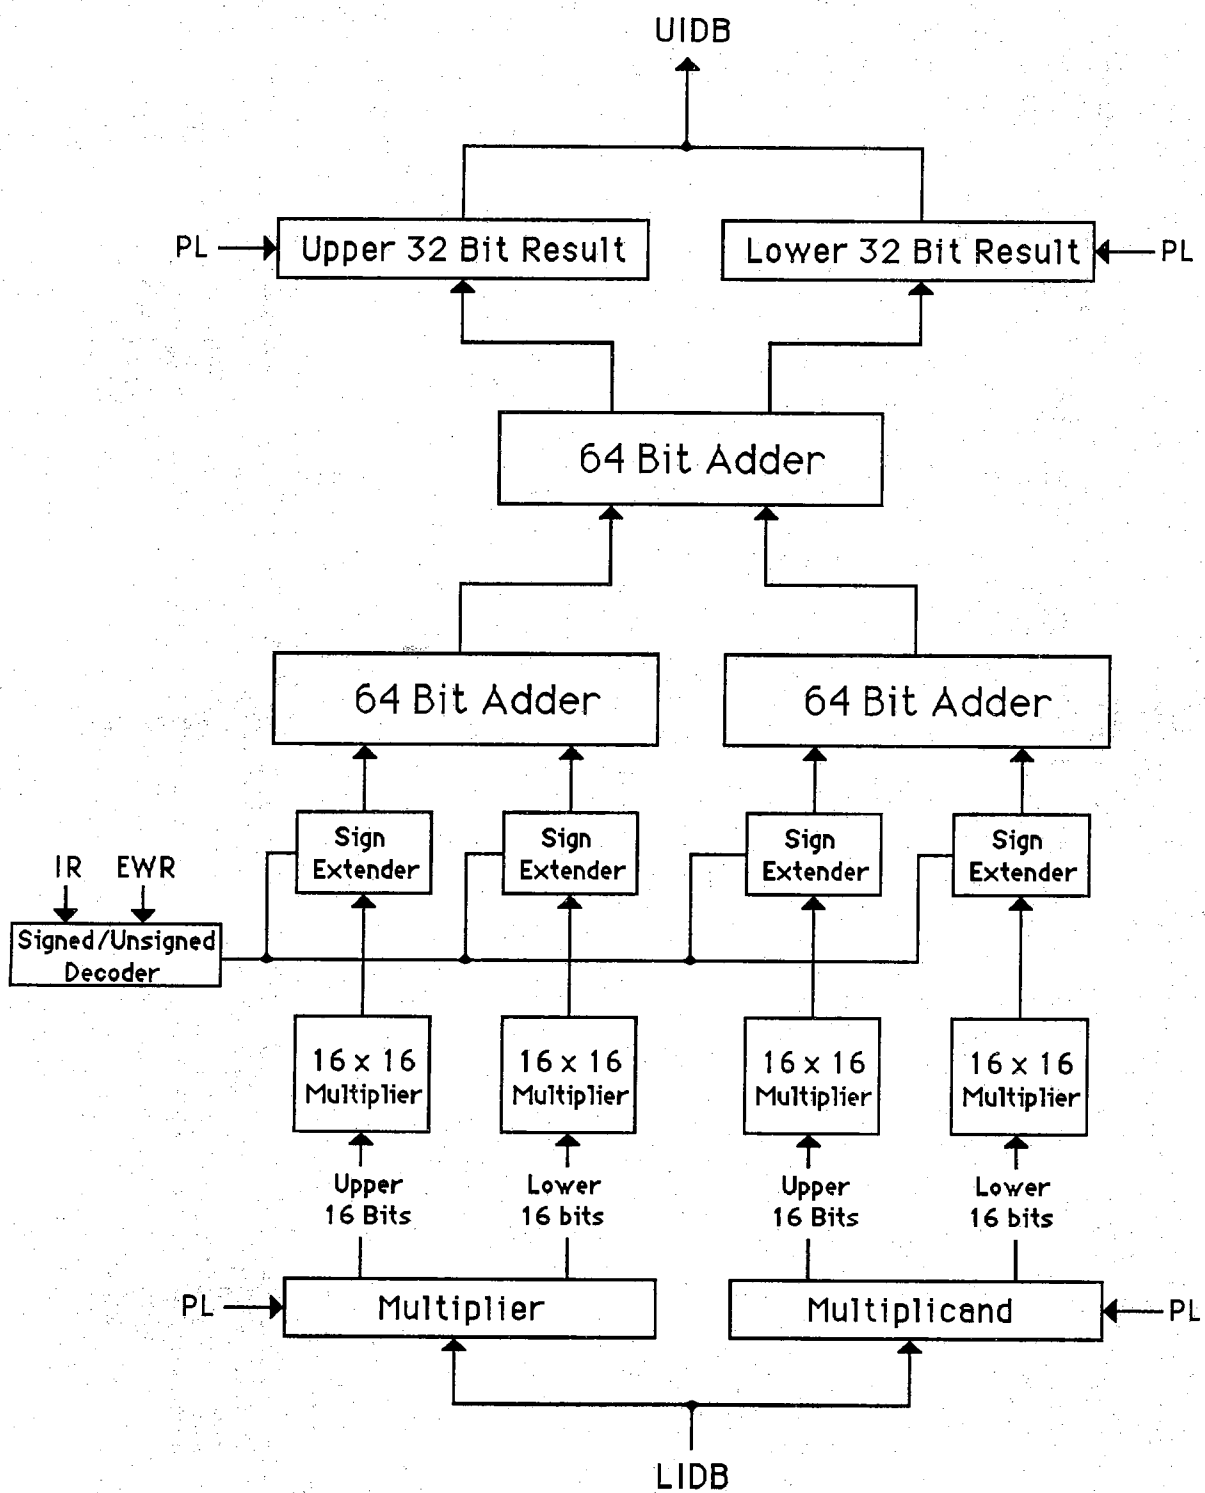 UIDB
PL
Upper 32 Bit Result
Lower 32 Bit Result
PL
64 Bit Adder
64 Bit Adder
64 Bit Adder
Sign
Extender
Sign
Extender
Sign
Extender
Sign
Extender
IR
EWR
Signed/Unsigned
Decoder
16 x 16
Multiplier
16 x 16
Multiplier
16 x 16
Multiplier
16 x 16
Multiplier
Upper
16 Bits
Lower
16 bits
Upper
16 Bits
Lower
16 bits
PL
Multiplier
Multiplicand
PL
LIDB